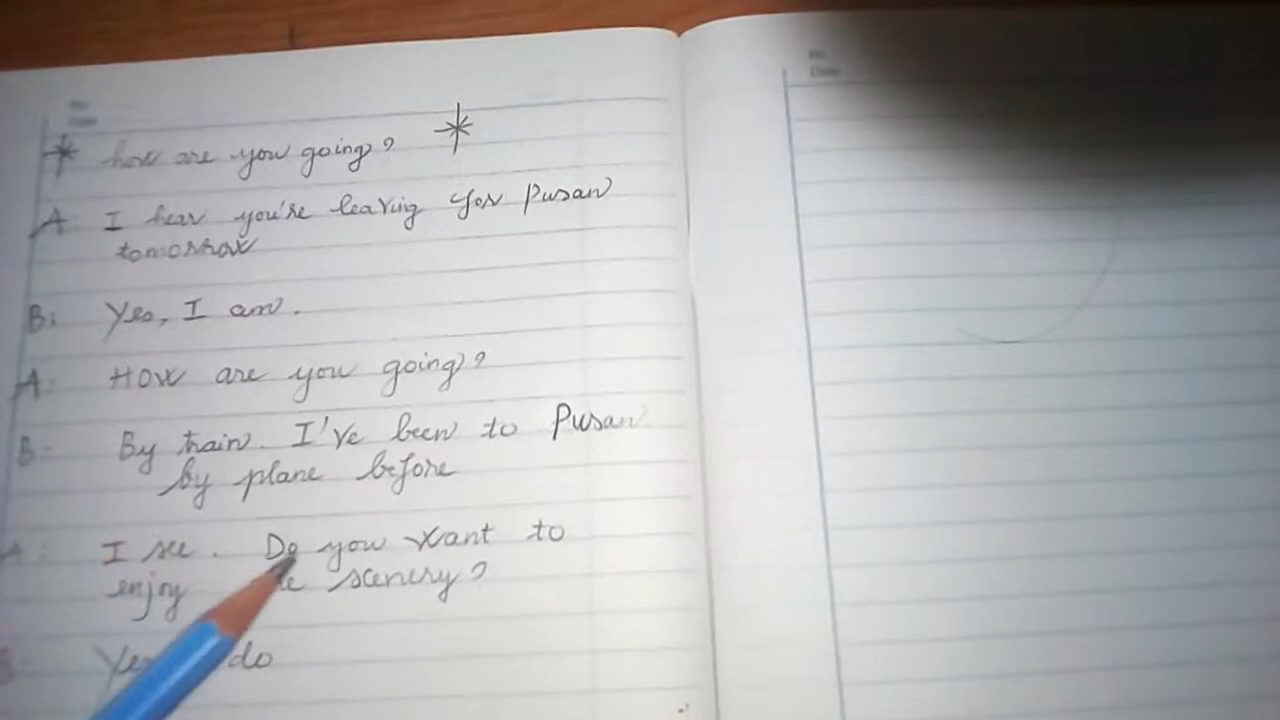 * how are you going? *
A: I hear you're leaving for Pusan
tomorrow
B: Yes, I am.
A: How are you going?
B: By train. I've been to Pusan
by plane before
A: I see. Do you want to
enjoy scenery?
B: Yes do